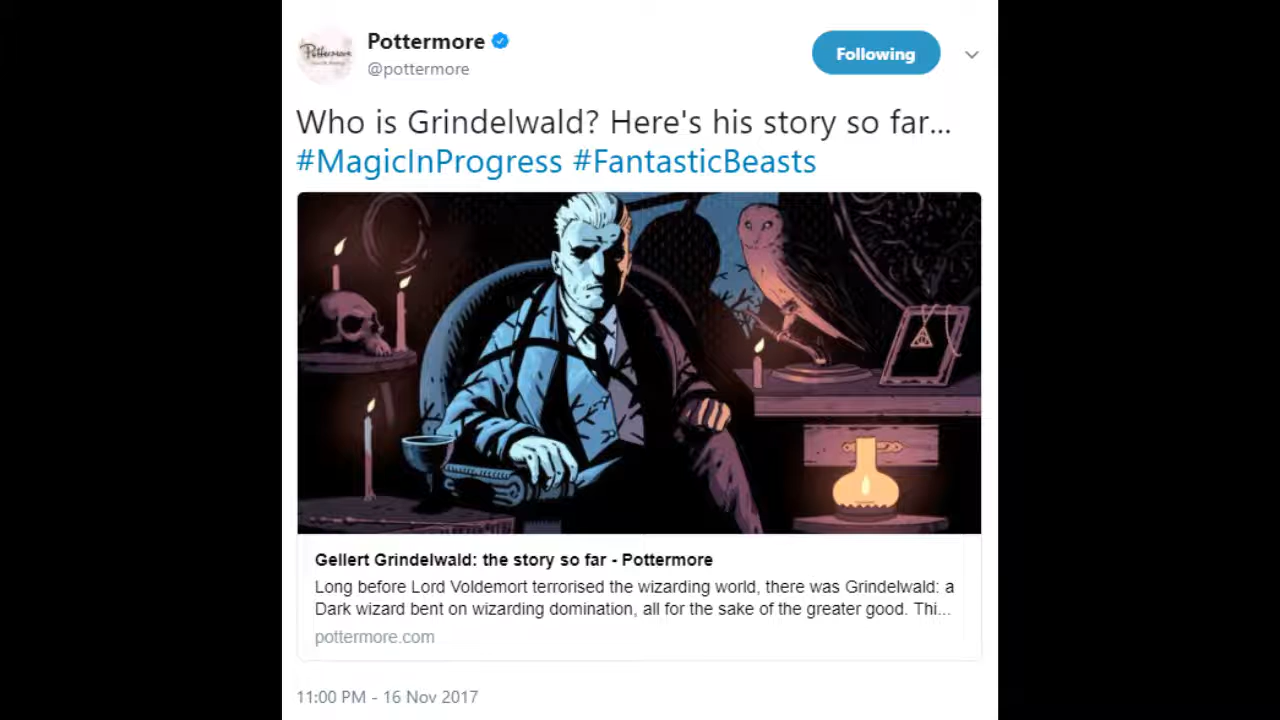 Pottermore
Pottermore
@pottermore
Following
Who is Grindelwald? Here's his story so far...
#MagicInProgress #FantasticBeasts
Gellert Grindelwald: the story so far - Pottermore
Long before Lord Voldemort terrorised the wizarding world, there was Grindelwald: a
Dark wizard bent on wizarding domination, all for the sake of the greater good. Thi...
pottermore.com
11:00 PM - 16 Nov 2017